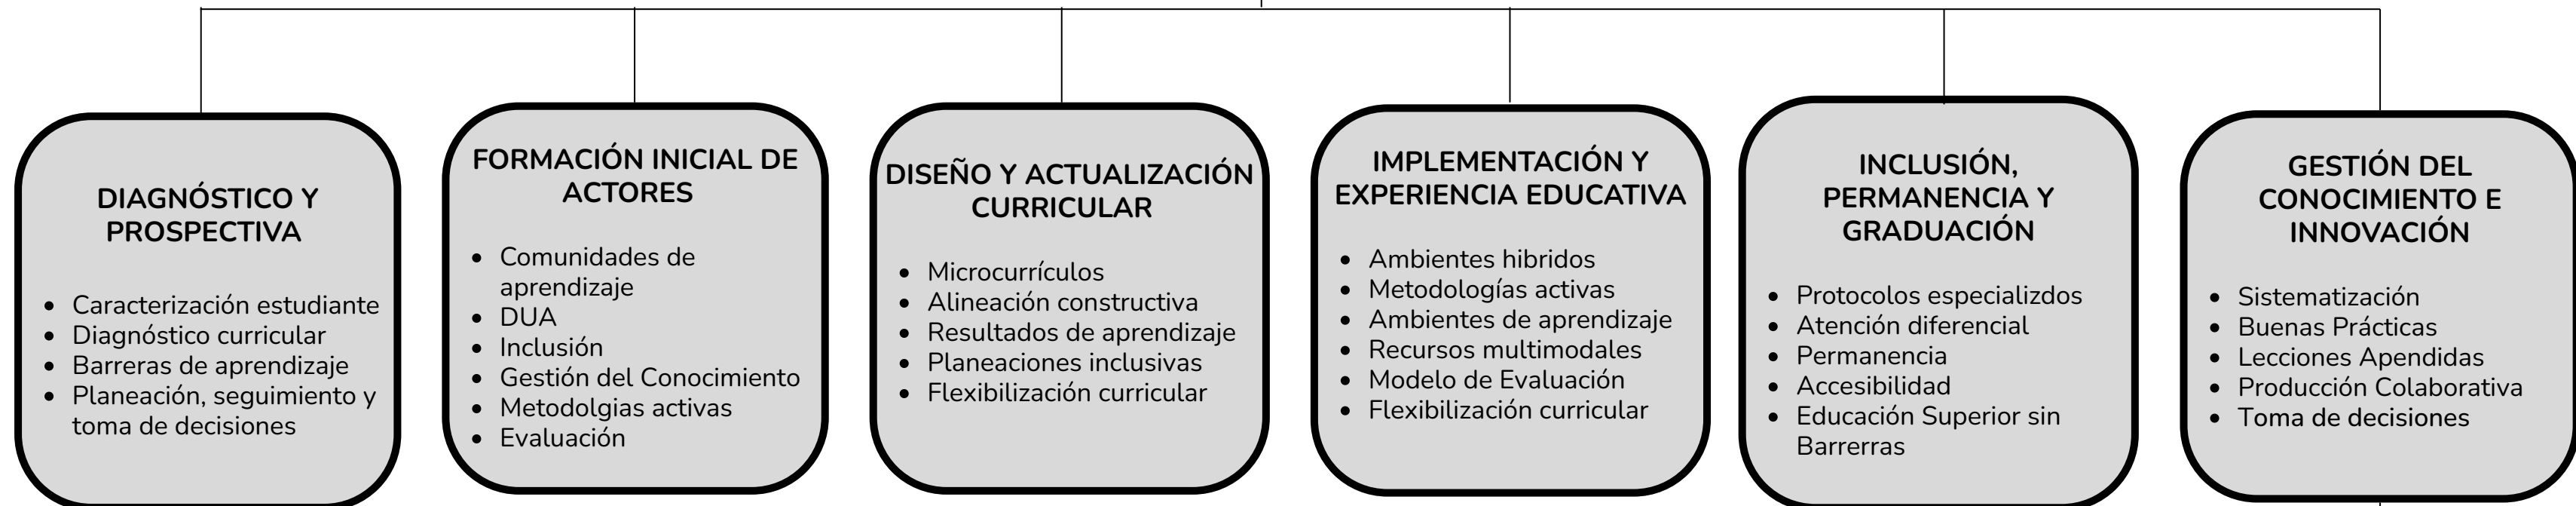 DIAGNÓSTICO Y
PROSPECTIVA
• Caracterización estudiante
• Diagnóstico curricular
• Barreras de aprendizaje
• Planeación, seguimiento y
toma de decisiones
FORMACIÓN INICIAL DE
ACTORES
• Comunidades de
aprendizaje
• DUA
• Inclusión
• Gestión del Conocimiento
• Metodolgias activas
• Evaluación
DISEÑO Y ACTUALIZACIÓN
CURRICULAR
• Microcurrículos
• Alineación constructiva
• Resultados de aprendizaje
• Planeaciones inclusivas
• Flexibilización curricular
IMPLEMENTACIÓN Y
EXPERIENCIA EDUCATIVA
• Ambientes hibridos
• Metodologías activas
• Ambientes de aprendizaje
• Recursos multimodales
• Modelo de Evaluación
• Flexibilización curricular
INCLUSIÓN,
PERMANENCIA Y
GRADUACIÓN
• Protocolos especializdos
• Atención diferencial
• Permanencia
• Accesibilidad
• Educación Superior sin
Barrerras
GESTIÓN DEL
CONOCIMIENTO E
INNOVACIÓN
• Sistematización
• Buenas Prácticas
• Lecciones Apendidas
• Producción Colaborativa
• Toma de decisiones